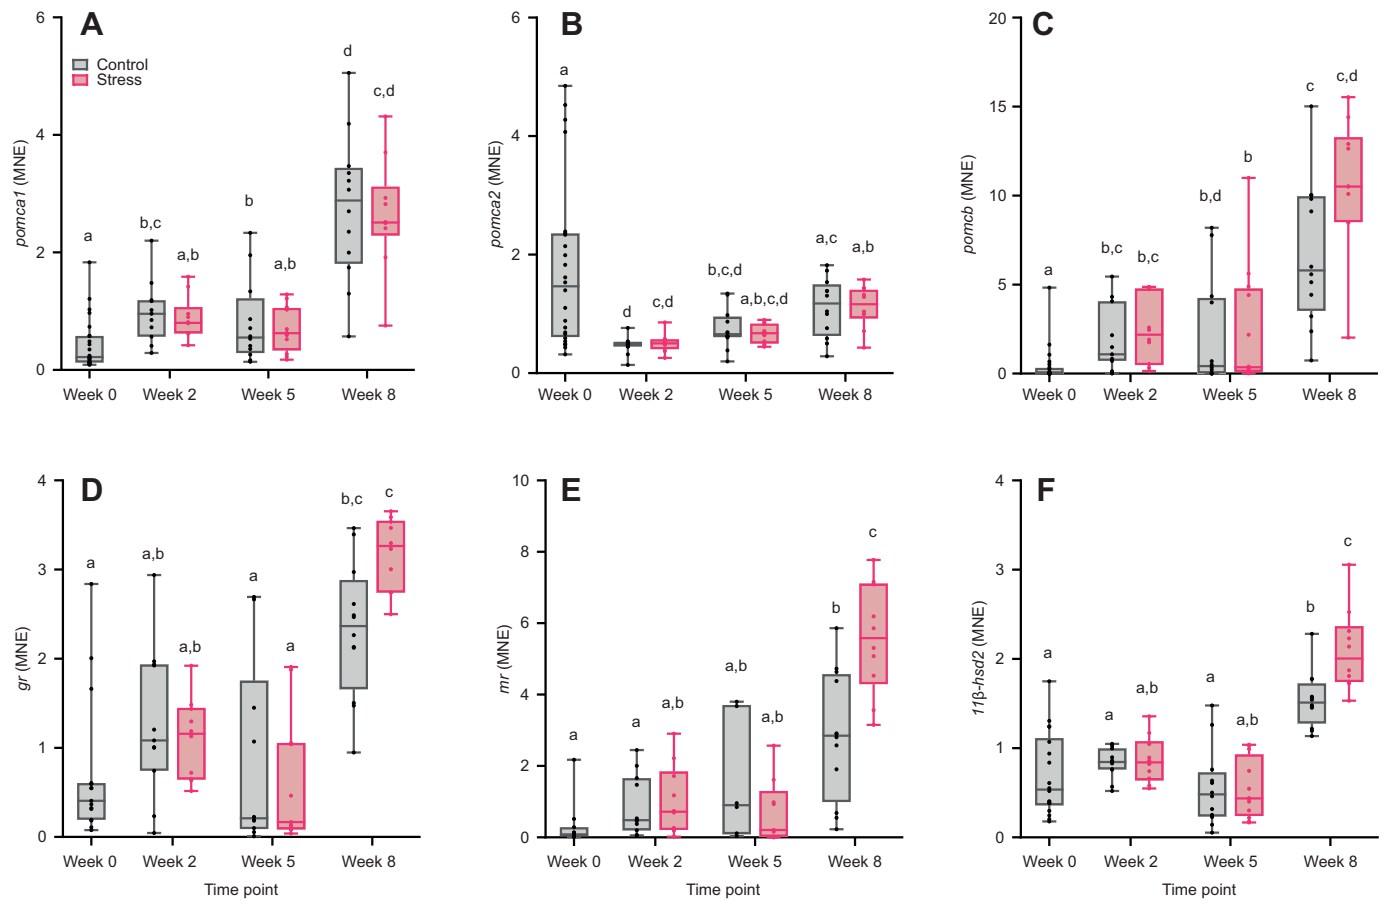 A
6
4
2
0
pomca1 (MNE)
Control
Stress
a
b,c
a,b
b
a,b
d
c,d
Week 0
Week 2
Week 5
Week 8
B
6
4
2
0
pomca2 (MNE)
a
d
c,d
b,c,d
a,b,c,d
a,c
a,b
Week 0
Week 2
Week 5
Week 8
C
20
15
10
5
0
pomcb (MNE)
a
b,c
b,c
b,d
b
c
c,d
Week 0
Week 2
Week 5
Week 8
D
4
3
2
1
0
gr (MNE)
a
a,b
a,b
a
a
b,c
c
Week 0
Week 2
Week 5
Week 8
Time point
E
10
8
6
4
2
0
mr (MNE)
a
a
a,b
a,b
a,b
b
c
Week 0
Week 2
Week 5
Week 8
F
4
3
2
1
0
11β-hsd2 (MNE)
a
a
a,b
a
a,b
b
c
Week 0
Week 2
Week 5
Week 8
Time point